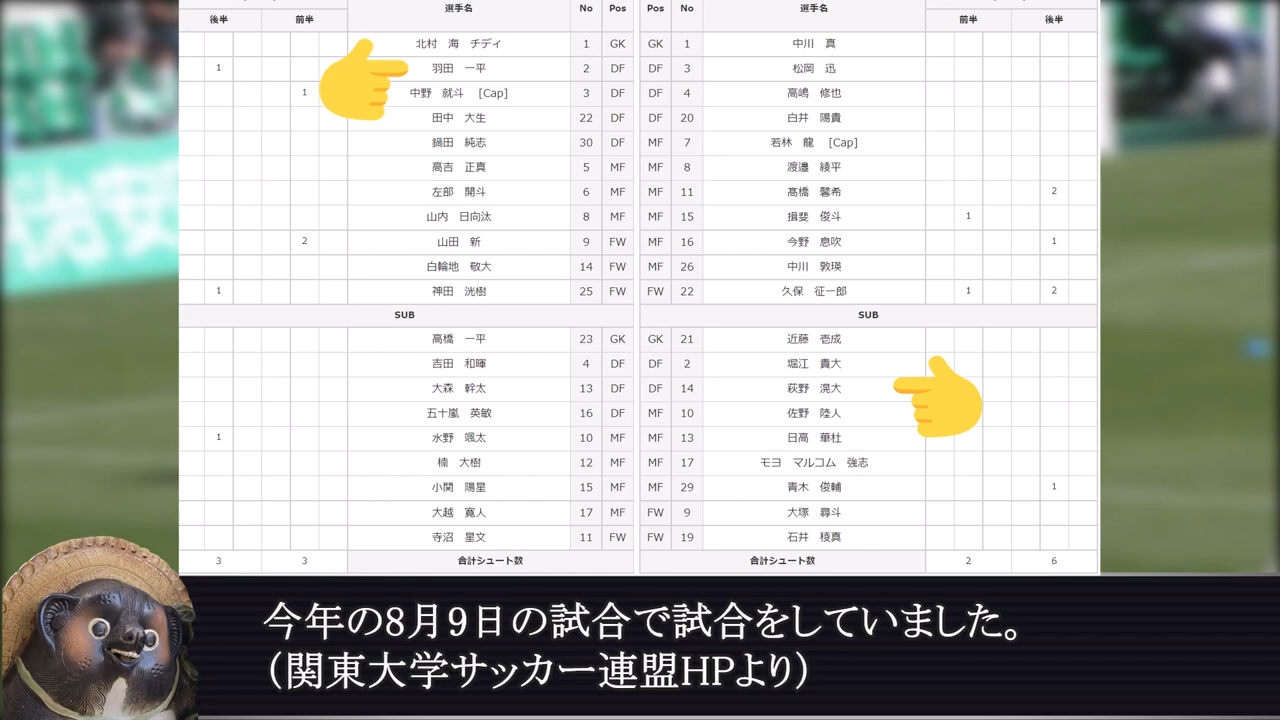 選手名 No Pos Pos No 選手名
後半 前半 前半 後半
北村 海 チディ 1 GK GK 1 中川 真
1 羽田 一平 2 DF DF 3 松岡 迅
1 中野 就斗 [Cap] 3 DF DF 4 高嶋 修也
田中 大生 22 DF DF 20 白井 陽貴
鍋田 純志 30 DF MF 7 若林 龍 [Cap]
高吉 正真 5 MF MF 8 渡邉 綾平
左部 開斗 6 MF MF 11 髙橋 馨希 2
山内 日向汰 8 MF MF 15 揖斐 俊斗 1
2 山田 新 9 FW MF 16 今野 息吹 1
白輪地 敬大 14 FW MF 26 中川 敦瑛
1 神田 洸樹 25 FW FW 22 久保 征一郎 1 2
SUB SUB
高橋 一平 23 GK GK 21 近藤 壱成
吉田 和暉 4 DF DF 2 堀江 貴大
大森 幹太 13 DF DF 14 萩野 滉大
五十嵐 英敏 16 DF MF 10 佐野 陸人
1 水野 颯太 10 MF MF 13 日高 華杜
楠 大樹 12 MF MF 17 モヨ マルコム 強志
小関 陽星 15 MF MF 29 青木 俊輔 1
大越 寛人 17 MF FW 9 大塚 尋斗
寺沼 星文 11 FW FW 19 石井 稜真
3 3 合計シュート数 合計シュート数 2 6
今年の8月9日の試合で試合をしていました。
（関東大学サッカー連盟HPより）